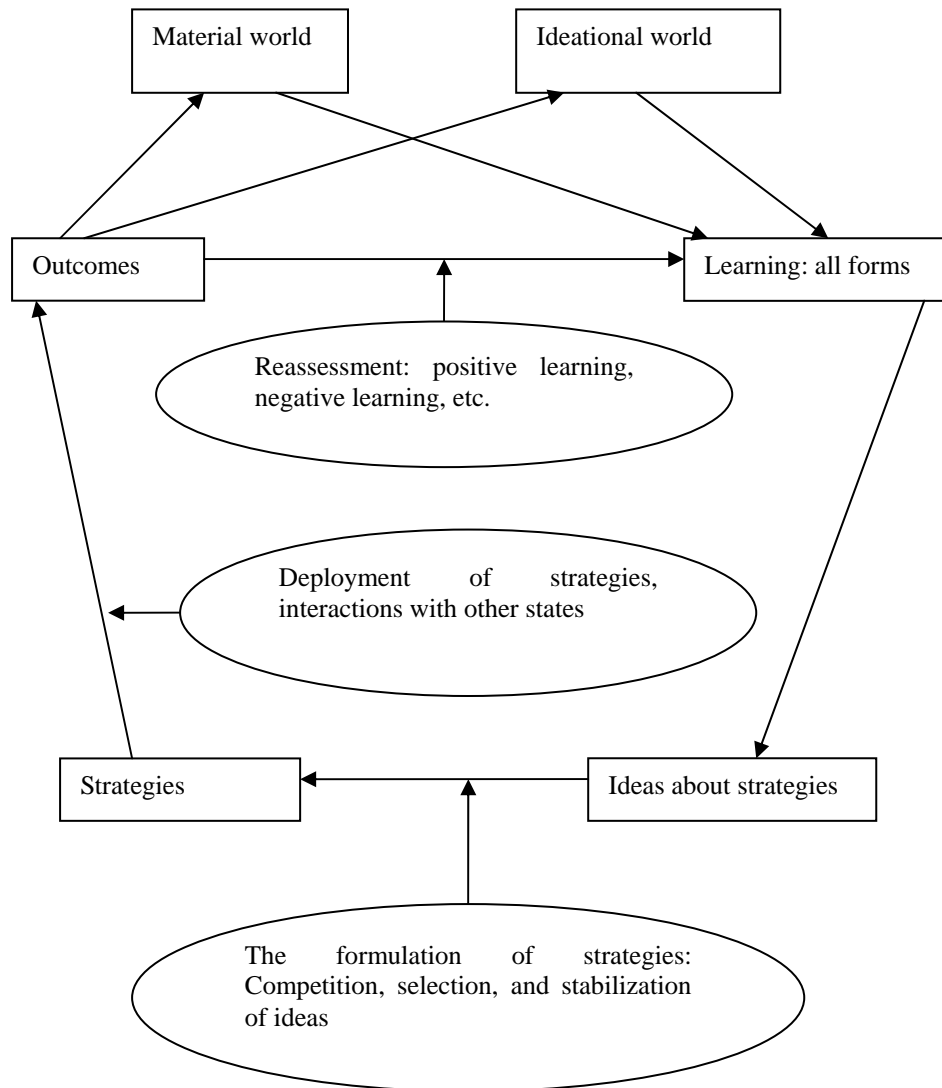 Material world
Ideational world
Outcomes
Learning: all forms
Reassessment: positive learning,
negative learning, etc.
Deployment of strategies,
interactions with other states
Strategies
Ideas about strategies
The formulation of strategies:
Competition, selection, and stabilization
of ideas